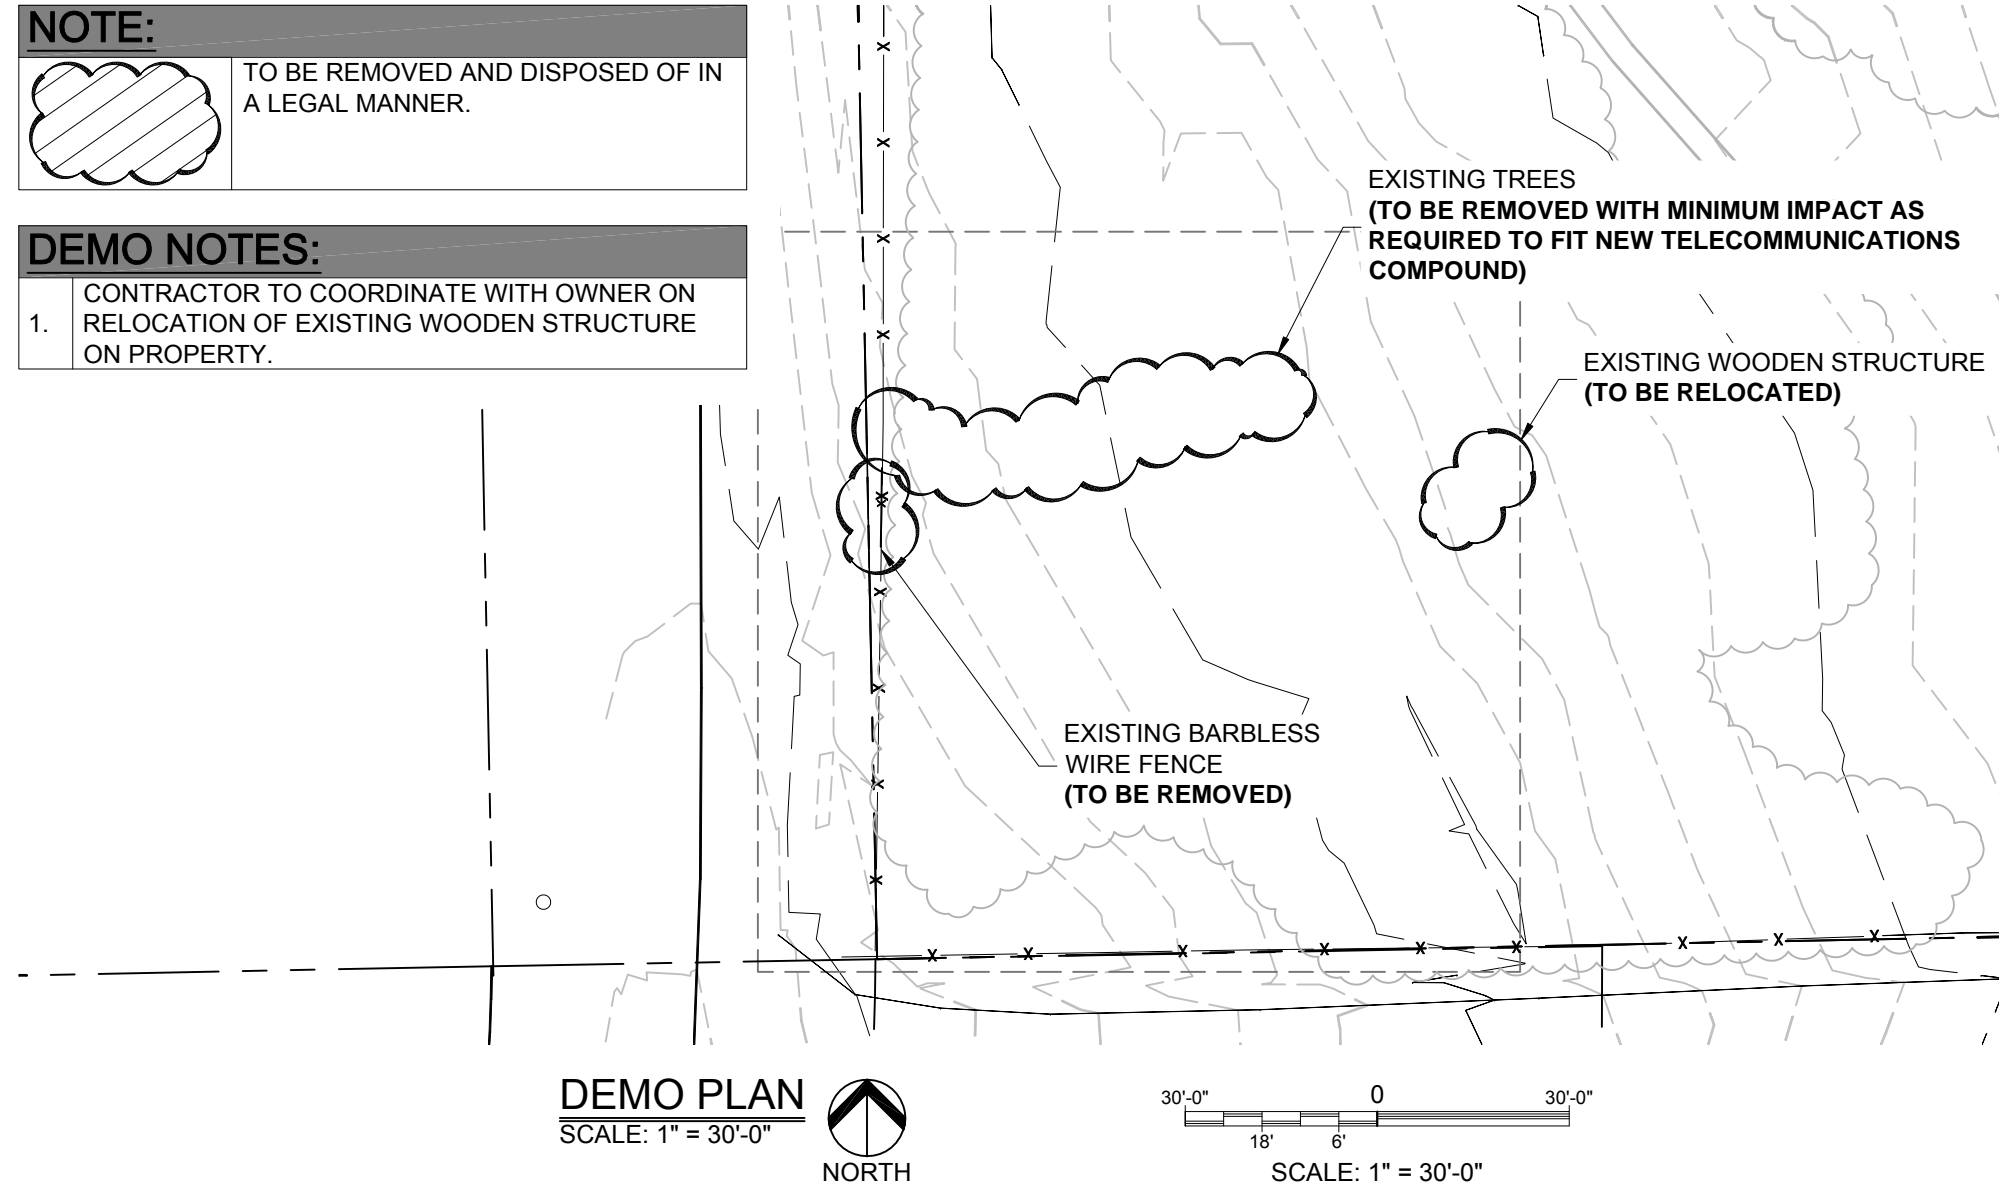 NOTE:
TO BE REMOVED AND DISPOSED OF IN
A LEGAL MANNER.
DEMO NOTES:
1.
CONTRACTOR TO COORDINATE WITH OWNER ON
RELOCATION OF EXISTING WOODEN STRUCTURE
ON PROPERTY.
EXISTING TREES
(TO BE REMOVED WITH MINIMUM IMPACT AS
REQUIRED TO FIT NEW TELECOMMUNICATIONS
COMPOUND)
EXISTING WOODEN STRUCTURE
(TO BE RELOCATED)
EXISTING BARBLESS
WIRE FENCE
(TO BE REMOVED)
DEMO PLAN
SCALE: 1" = 30'-0"
NORTH
30'-0" 0 30'-0"
18' 6'
SCALE: 1" = 30'-0"